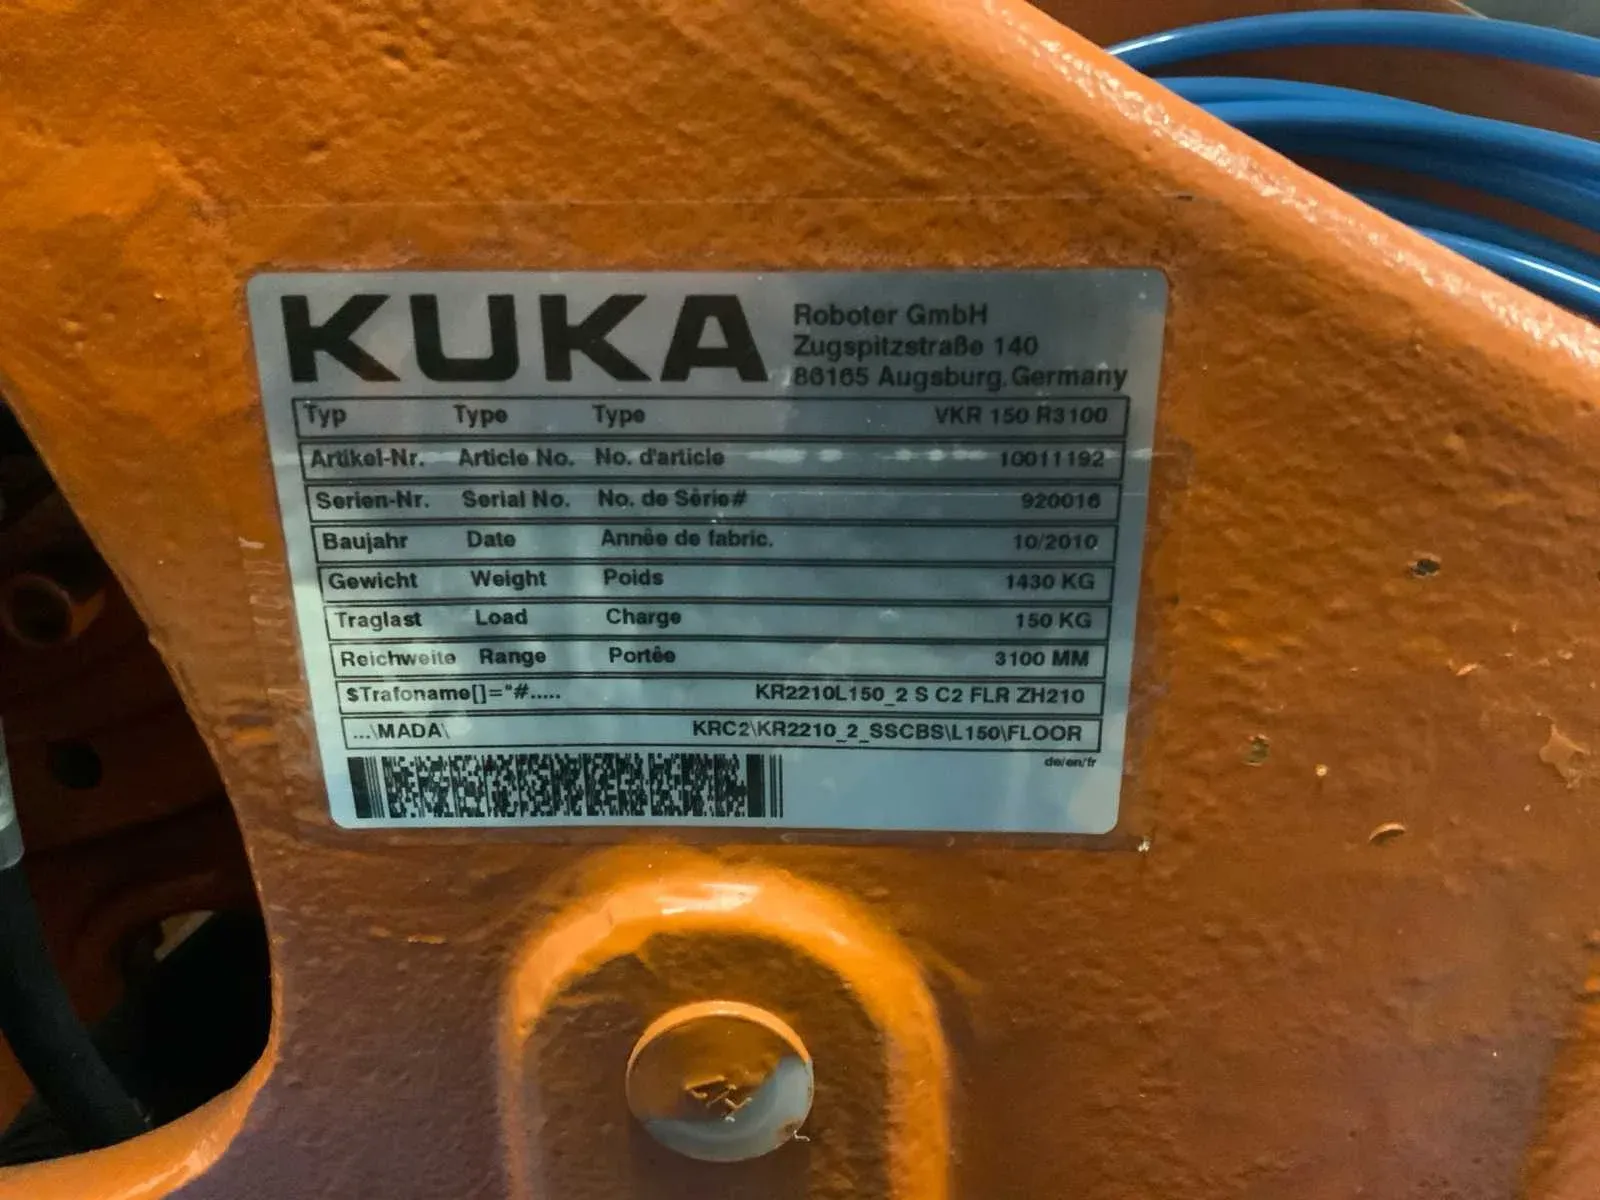 KUKA Roboter GmbH
Zugspitzstraße 140
86165 Augsburg, Germany
Typ Type Type VKR 150 R3100
Artikel-Nr. Article No. No. d'article 10011192
Serien-Nr. Serial No. No. de Sêrie# 920016
Baujahr Date Annêe de fabric. 10/2010
Gewicht Weight Poids 1430 KG
Traglast Load Charge 150 KG
Reichweite Range Portêe 3100 MM
$Trafoname[]="#..... KR2210L150_2 S C2 FLR ZH210
...\MADA\ KRC2\KR2210_2_SSCBS\L150\FLOOR
de/en/fr